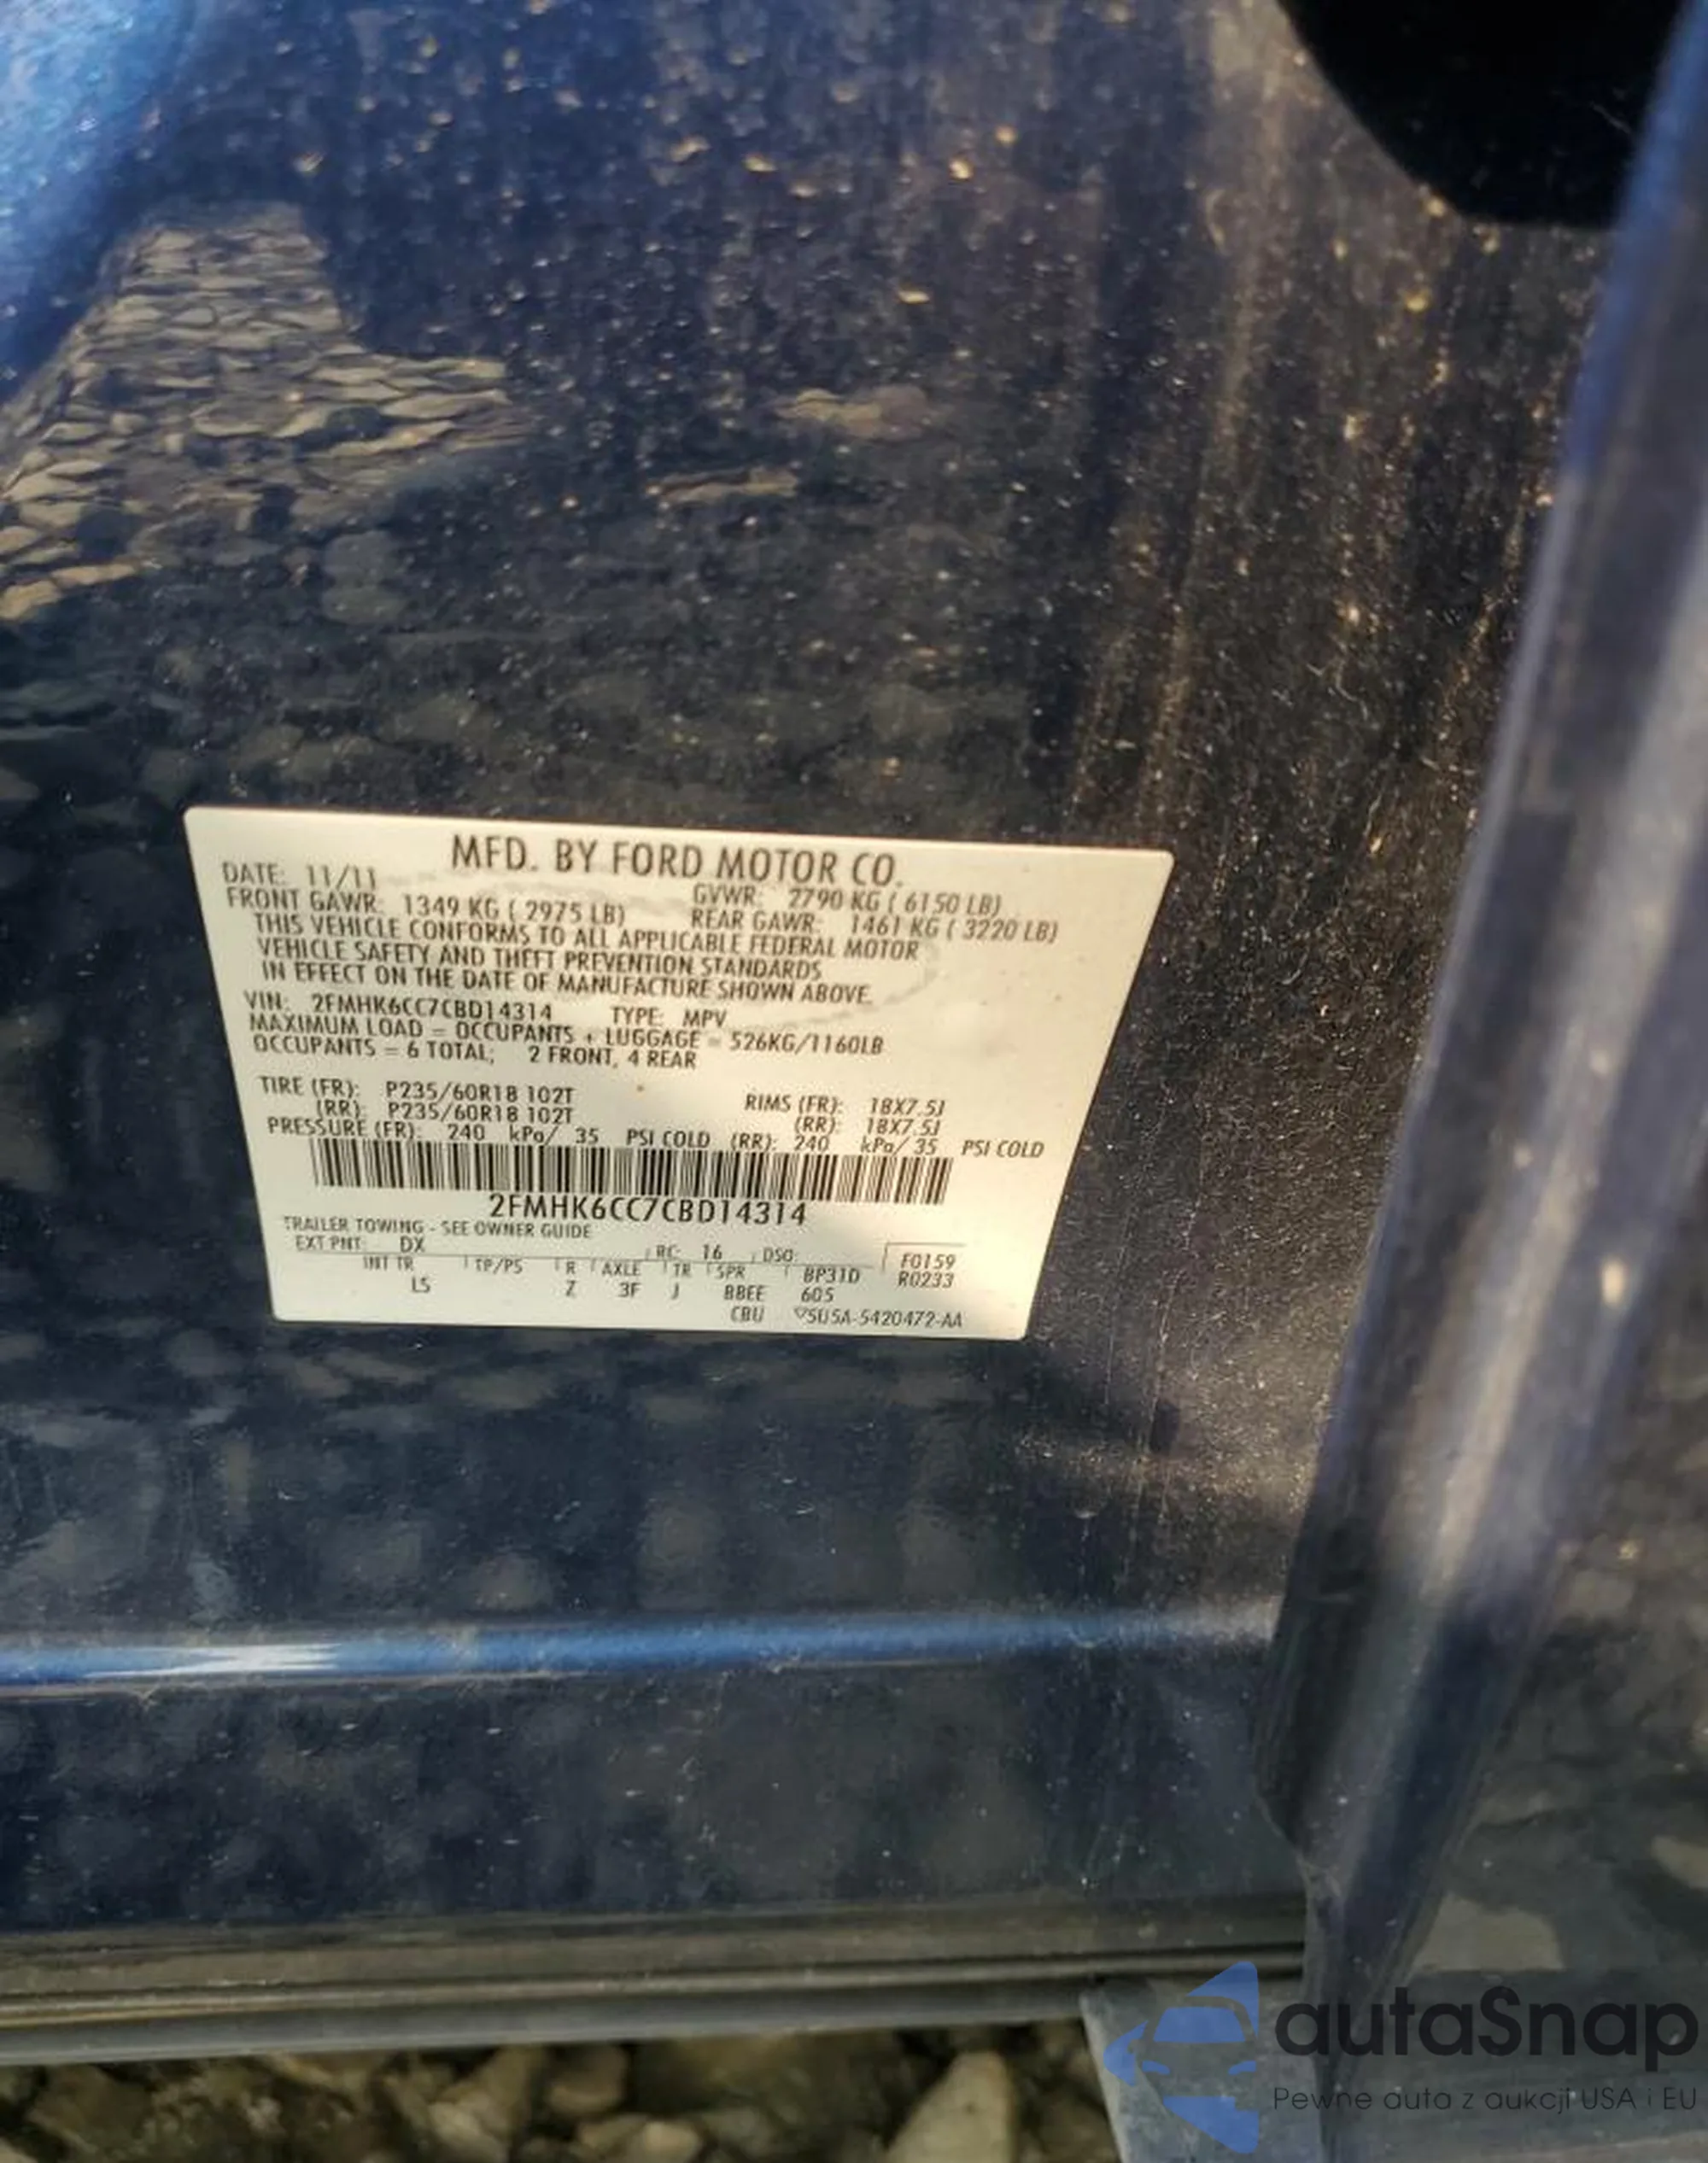 MFD. BY FORD MOTOR CO.
DATE: 11/11 GVWR: 2790 KG ( 6150 LB)
FRONT GAWR: 1349 KG ( 2975 LB) REAR GAWR: 1461 KG ( 3220 LB)
THIS VEHICLE CONFORMS TO ALL APPLICABLE FEDERAL MOTOR
VEHICLE SAFETY AND THEFT PREVENTION STANDARDS
IN EFFECT ON THE DATE OF MANUFACTURE SHOWN ABOVE.
VIN: 2FMHK6CC7CBD14314 TYPE: MPV
MAXIMUM LOAD = OCCUPANTS + LUGGAGE = 526KG/1160LB
OCCUPANTS = 6 TOTAL; 2 FRONT, 4 REAR
TIRE (FR): P235/60R18 102T RIMS (FR): 18X7.5J
(RR): P235/60R18 102T (RR): 18X7.5J
PRESSURE (FR): 240 kPa/ 35 PSI COLD (RR): 240 kPa/ 35 PSI COLD
2FMHK6CC7CBD14314
TRAILER TOWING - SEE OWNER GUIDE
EXT PNT: DX RC: 16 DSO: F0159
INT TR TP/PS R AXLE TR SPR BP31D R0233
LS Z 3F J BBEE 605
CBU 5U5A-5420472-AA
autaSnap
Pewne auta z aukcji USA i EU